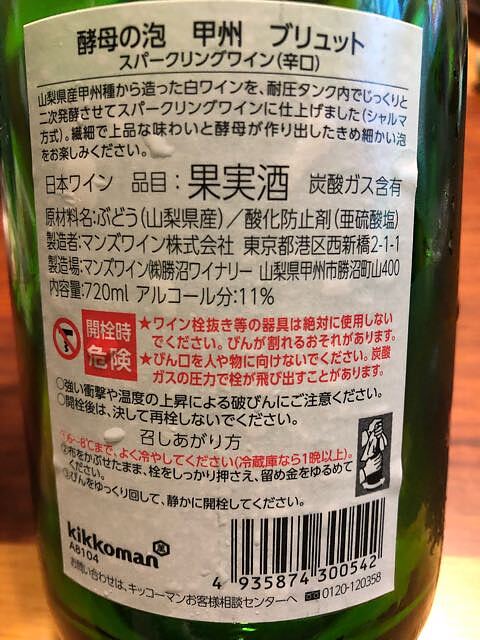 酵母の泡 甲州 ブリュット
スパークリングワイン(辛口)
山梨県産甲州種から造った白ワインを、耐圧タンク内でじっくりと
二次発酵させてスパークリングワインに仕上げました(シャルマ
方式)。繊細で上品な味わいと酵母が作り出したきめ細かい泡
をお楽しみください。
日本ワイン 品目:果実酒 炭酸ガス含有
原材料名:ぶどう(山梨県産)/酸化防止剤(亜硫酸塩)
製造者:マンズワイン株式会社 東京都港区西新橋2-1-1
製造場:マンズワイン㈱勝沼ワイナリー 山梨県甲州市勝沼町山400
内容量:720ml アルコール分:11%
開栓時
危険
★ワイン栓抜き等の器具は絶対に使用しない
でください。びんが割れるおそれがあります。
★びん口を人や物に向けないでください。炭酸
ガスの圧力で栓が飛び出すことがあります。
○強い衝撃や温度の上昇による破びんにご注意ください。
○開栓後は、決して再栓しないでください。
召しあがり方
①6~8℃まで、よく冷やしてください(冷蔵庫なら1晩以上)。
②布をかぶせたまま、栓をしっかり押さえ、留め金をゆるめて
ください。
③びんをゆっくり回して、静かに開栓してください。
kikkoman
A8104
お問い合わせは、キッコーマンお客様相談センターへ ☎0120-120358
4 935874 300542